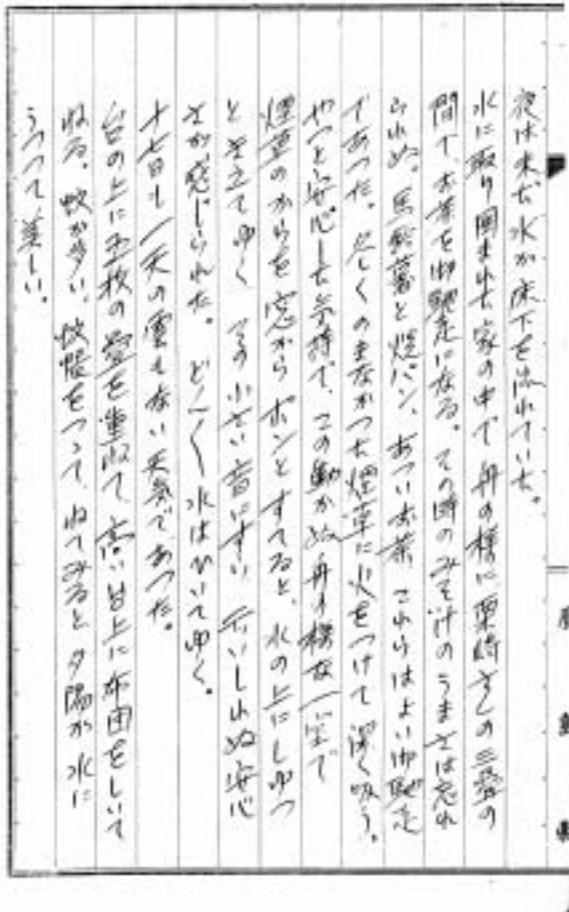 夜は未だ水が床下を流れていた。
水に取り囲まれた家の中で舟の様に栗崎さんの三畳の
間で、お茶を御馳走になる。その時のみそ汁のうまさは忘れ
られぬ。馬鈴薯と焼パン、あついお茶、これらはよい御馳走
であった。久しくのまなかった煙草に火をつけて深く吸う。
やっと安心した気持で、この動かぬ舟の様な一室で
煙草のからを窓からポンとすてると、水の上にしゆつ
と音立てゆく その小さい音にすい しれぬ安心
さが感じられた。どんどん水はひいてゆく。
十七日も一天の雲もない天気であった。
台の上に五枚の畳を重ねて、高い台上に布団をしいて
ねる。蚊が多い、蚊帳をつって、ねてみると夕陽が水に
うつって美しい。
県